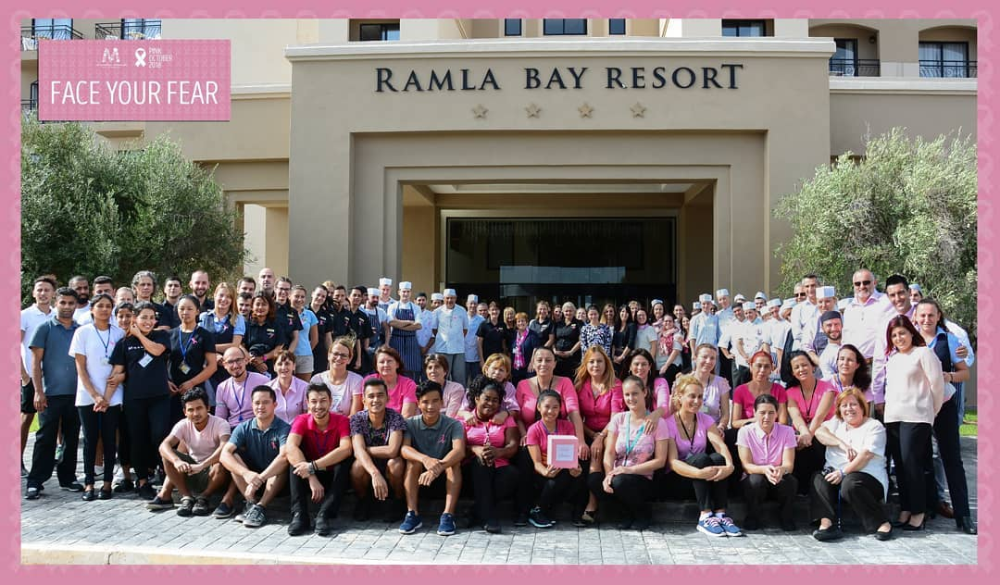 PINK
OCTOBER
2018
FACE YOUR FEAR
RAMLA BAY RESORT